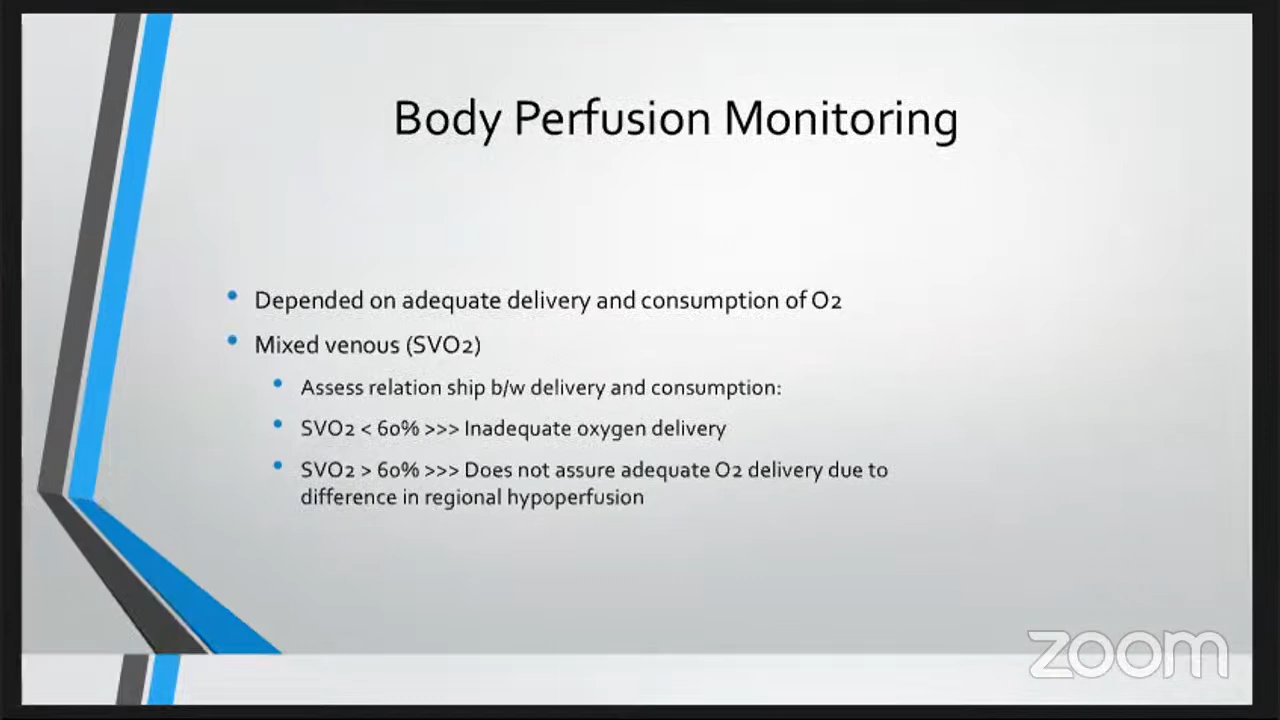 Body Perfusion Monitoring
Depended on adequate delivery and consumption of O2
Mixed venous (SVO2)
Assess relation ship b/w delivery and consumption:
SVO2 < 60% >>> Inadequate oxygen delivery
SVO2 > 60% >>> Does not assure adequate O2 delivery due to
difference in regional hypoperfusion
zoom